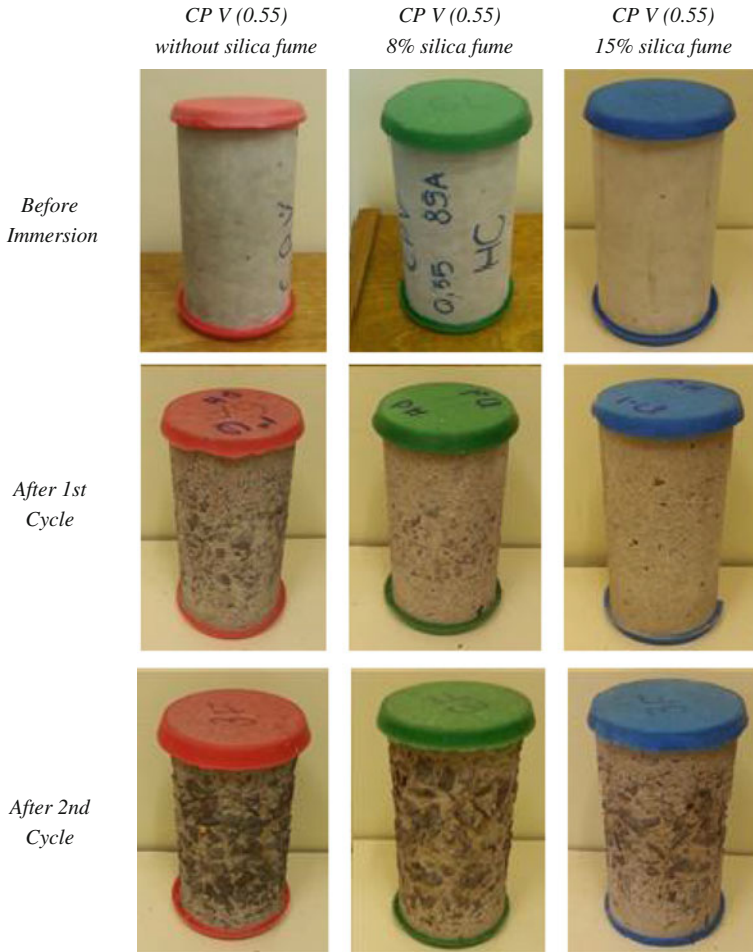 CP V (0.55)
without silica fume
CP V (0.55)
8% silica fume
CP V (0.55)
15% silica fume
Before
Immersion
0,55 89A
HC
After 1st
Cycle
After 2nd
Cycle